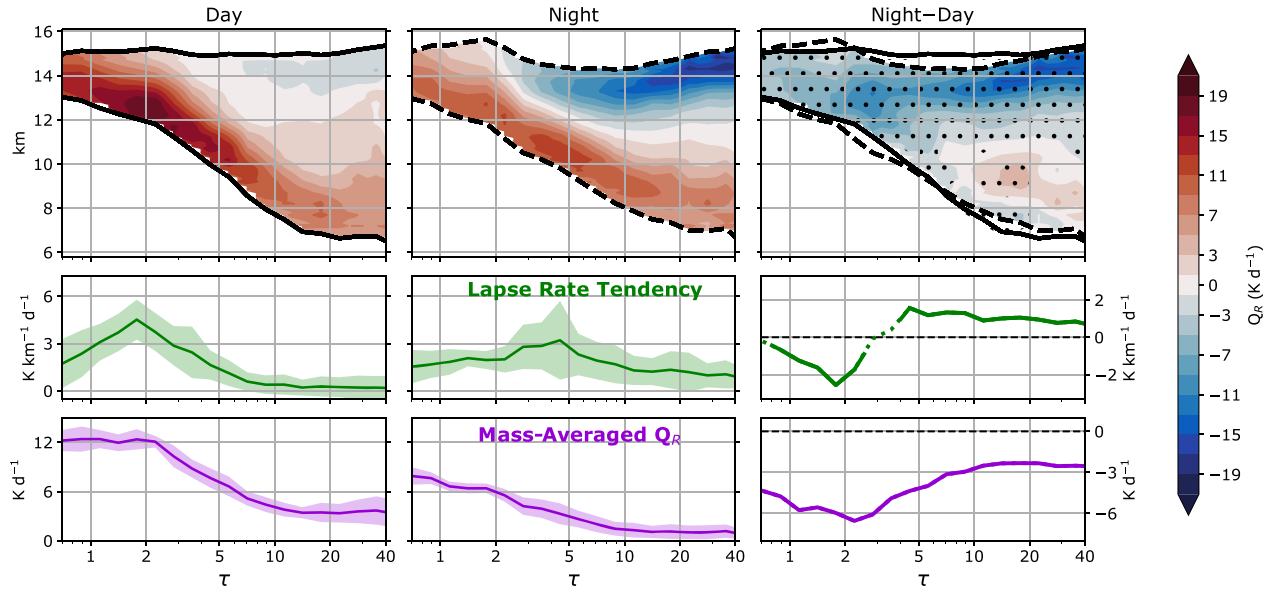 Day
Night
Night−Day
16
14
12
10
8
6
km
19
15
11
7
3
0
−3
−7
−11
−15
−19
Q_R (K d⁻¹)
6
3
0
K km⁻¹ d⁻¹
Lapse Rate Tendency
2
0
−2
K km⁻¹ d⁻¹
12
6
0
K d⁻¹
Mass-Averaged Q_R
0
−3
−6
K d⁻¹
1 2 5 10 20 40
1 2 5 10 20 40
1 2 5 10 20 40
τ
τ
τ